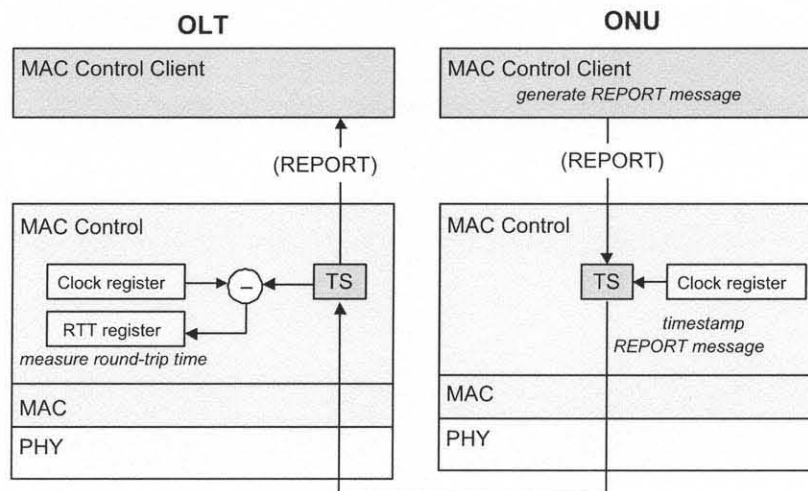 OLT
MAC Control Client
(REPORT)
MAC Control
Clock register
−
TS
RTT register
measure round-trip time
MAC
PHY
ONU
MAC Control Client
generate REPORT message
(REPORT)
MAC Control
TS
Clock register
timestamp
REPORT message
MAC
PHY